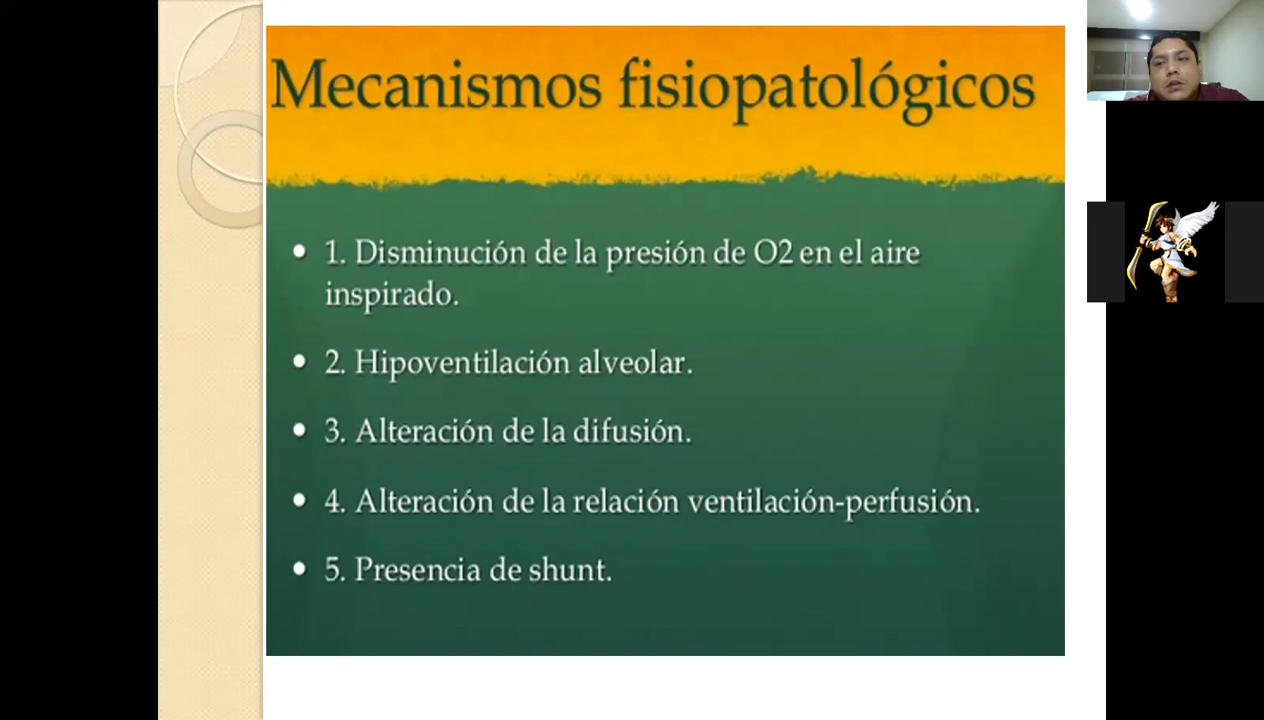 Mecanismos fisiopatológicos
• 1. Disminución de la presión de O2 en el aire
inspirado.
• 2. Hipoventilación alveolar.
• 3. Alteración de la difusión.
• 4. Alteración de la relación ventilación-perfusión.
• 5. Presencia de shunt.